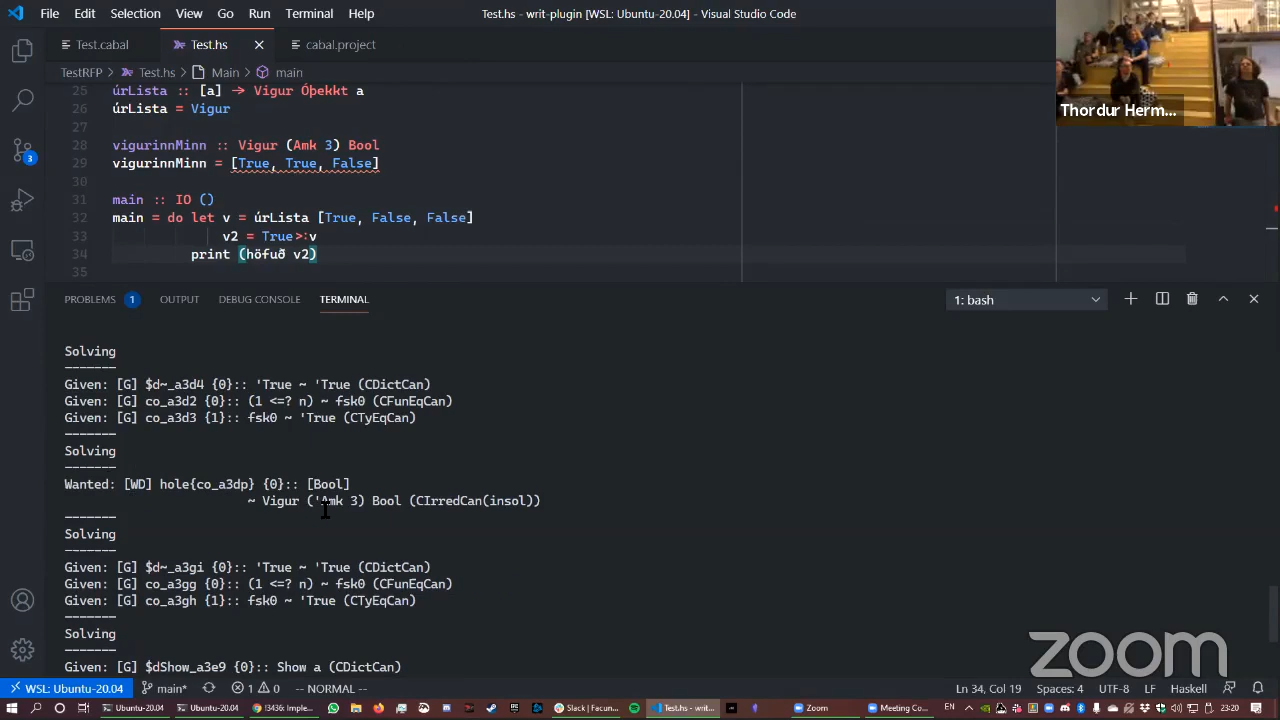 File Edit Selection View Go Run Terminal Help Test.hs - writ-plugin [WSL: Ubuntu-20.04] - Visual Studio Code
Test.cabal Test.hs cabal.project
TestRFP > Test.hs > Main > main
25 úrLista :: [a] → Vigur Óþekkt a
26 úrLista = Vigur
27
28 vigurinnMinn :: Vigur (Amk 3) Bool
29 vigurinnMinn = [True, True, False]
30
31 main :: IO ()
32 main = do let v = úrLista [True, False, False]
33 v2 = True>:v
34 print (höfuð v2)
35
Thordur Herm...
PROBLEMS 1 OUTPUT DEBUG CONSOLE TERMINAL 1: bash
Solving
-------
Given: [G] $d~_a3d4 {0}:: 'True ~ 'True (CDictCan)
Given: [G] co_a3d2 {0}:: (1 <=? n) ~ fsk0 (CFunEqCan)
Given: [G] co_a3d3 {1}:: fsk0 ~ 'True (CTyEqCan)
-------
Solving
-------
Wanted: [WD] hole{co_a3dp} {0}:: [Bool]
~ Vigur ('Amk 3) Bool (CIrredCan(insol))
-------
Solving
-------
Given: [G] $d~_a3gi {0}:: 'True ~ 'True (CDictCan)
Given: [G] co_a3gg {0}:: (1 <=? n) ~ fsk0 (CFunEqCan)
Given: [G] co_a3gh {1}:: fsk0 ~ 'True (CTyEqCan)
-------
Solving
-------
Given: [G] $dShow_a3e9 {0}:: Show a (CDictCan)
zoom
WSL: Ubuntu-20.04 main* 1 0 -- NORMAL -- Ln 34, Col 19 Spaces: 4 UTF-8 LF Haskell
Ubuntu-20.04 Ubuntu-20.04 13436 Imple... Slack | Facun... Test.hs - writ-... Zoom Meeting Co... 23:20